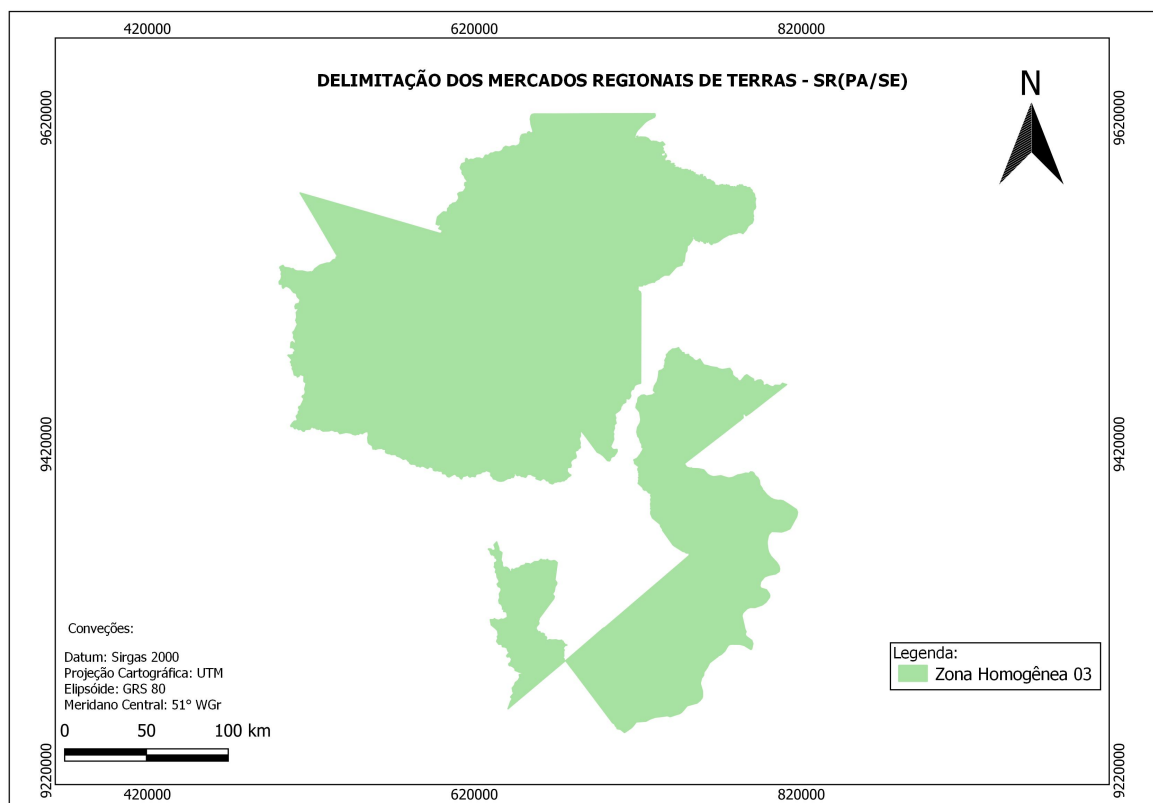 420000 620000 820000
DELIMITAÇÃO DOS MERCADOS REGIONAIS DE TERRAS - SR(PA/SE)
N
9620000 9620000
9420000 9420000
Conveções:
Datum: Sirgas 2000
Projeção Cartográfica: UTM
Elipsóide: GRS 80
Meridano Central: 51° WGr
0 50 100 km
Legenda:
Zona Homogênea 03
9220000 9220000
420000 620000 820000